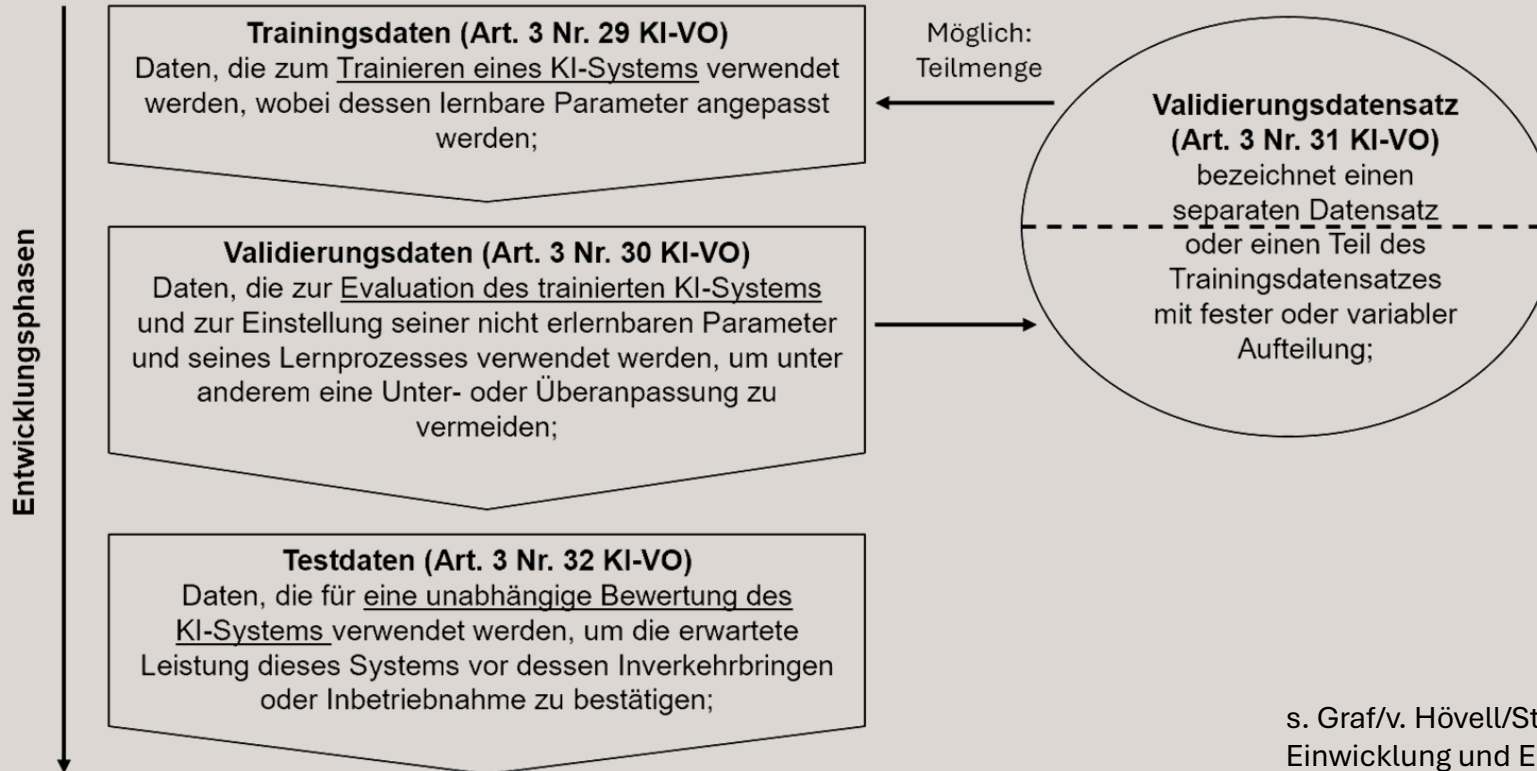 Entwicklungsphasen
Trainingsdaten (Art. 3 Nr. 29 KI-VO)
Daten, die zum Trainieren eines KI-Systems verwendet
werden, wobei dessen lernbare Parameter angepasst
werden;
Möglich:
Teilmenge
Validierungsdatensatz
(Art. 3 Nr. 31 KI-VO)
bezeichnet einen
separaten Datensatz
oder einen Teil des
Trainingsdatensatzes
mit fester oder variabler
Aufteilung;
Validierungsdaten (Art. 3 Nr. 30 KI-VO)
Daten, die zur Evaluation des trainierten KI-Systems
und zur Einstellung seiner nicht erlernbaren Parameter
und seines Lernprozesses verwendet werden, um unter
anderem eine Unter- oder Überanpassung zu
vermeiden;
Testdaten (Art. 3 Nr. 32 KI-VO)
Daten, die für eine unabhängige Bewertung des
KI-Systems verwendet werden, um die erwartete
Leistung dieses Systems vor dessen Inverkehrbringen
oder Inbetriebnahme zu bestätigen;
s. Graf/v. Hövell/
Einwicklung und